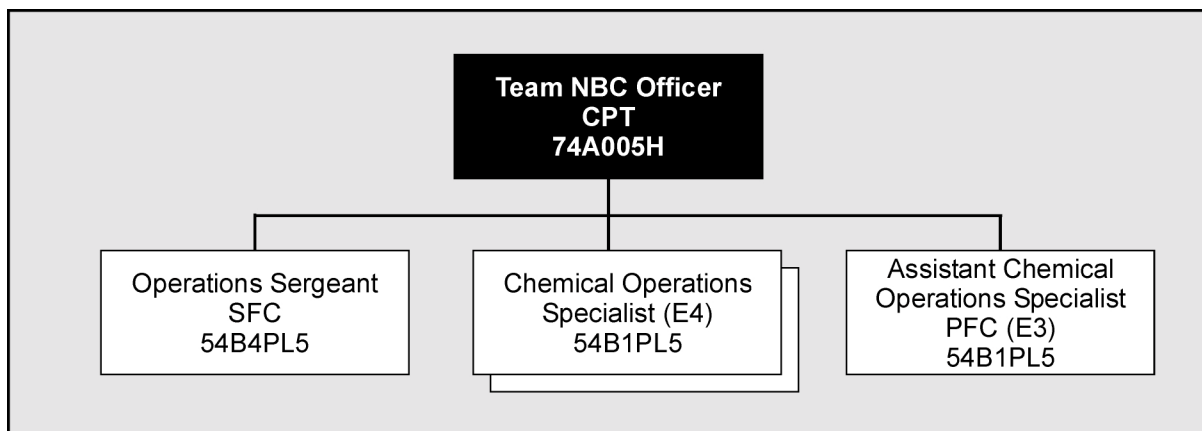 Team NBC Officer
CPT
74A005H
Operations Sergeant
SFC
54B4PL5
Chemical Operations
Specialist (E4)
54B1PL5
Assistant Chemical
Operations Specialist
PFC (E3)
54B1PL5